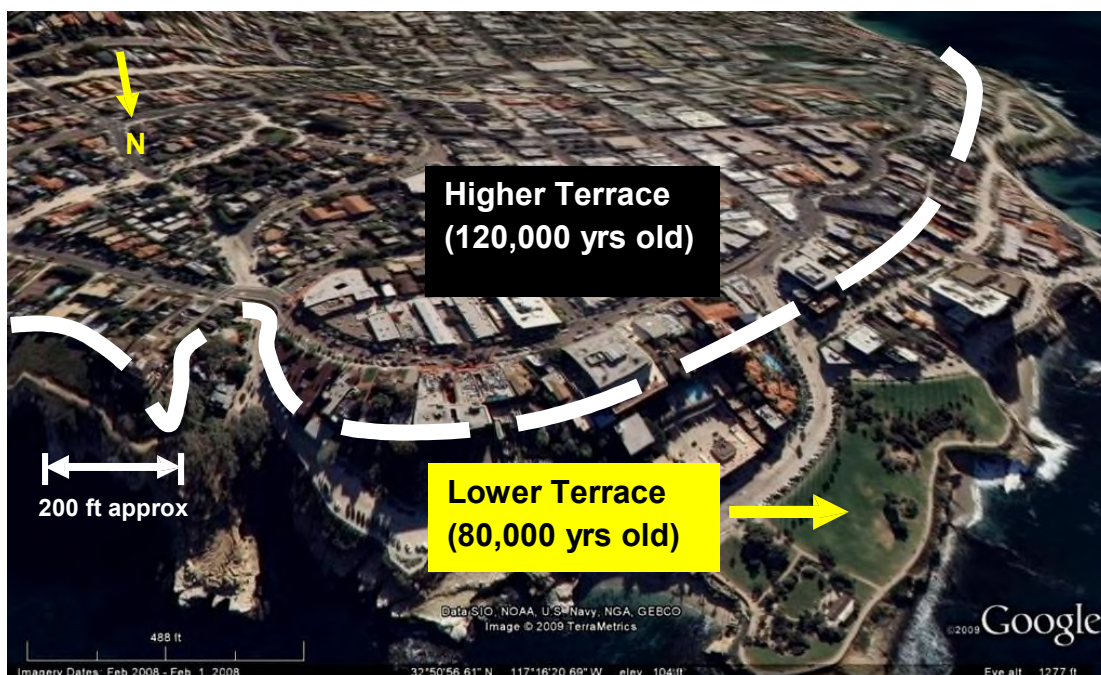 N
Higher Terrace
(120,000 yrs old)
200 ft approx
Lower Terrace
(80,000 yrs old)
Data SIO, NOAA, U.S. Navy, NGA, GEBCO
Image © 2009 TerraMetrics
©2009 Google
488 ft
Imagery Dates: Feb 2008 - Feb 1, 2008
32°50'56.61" N 117°16'20.69" W elev 104 ft
Eye alt 1277 ft